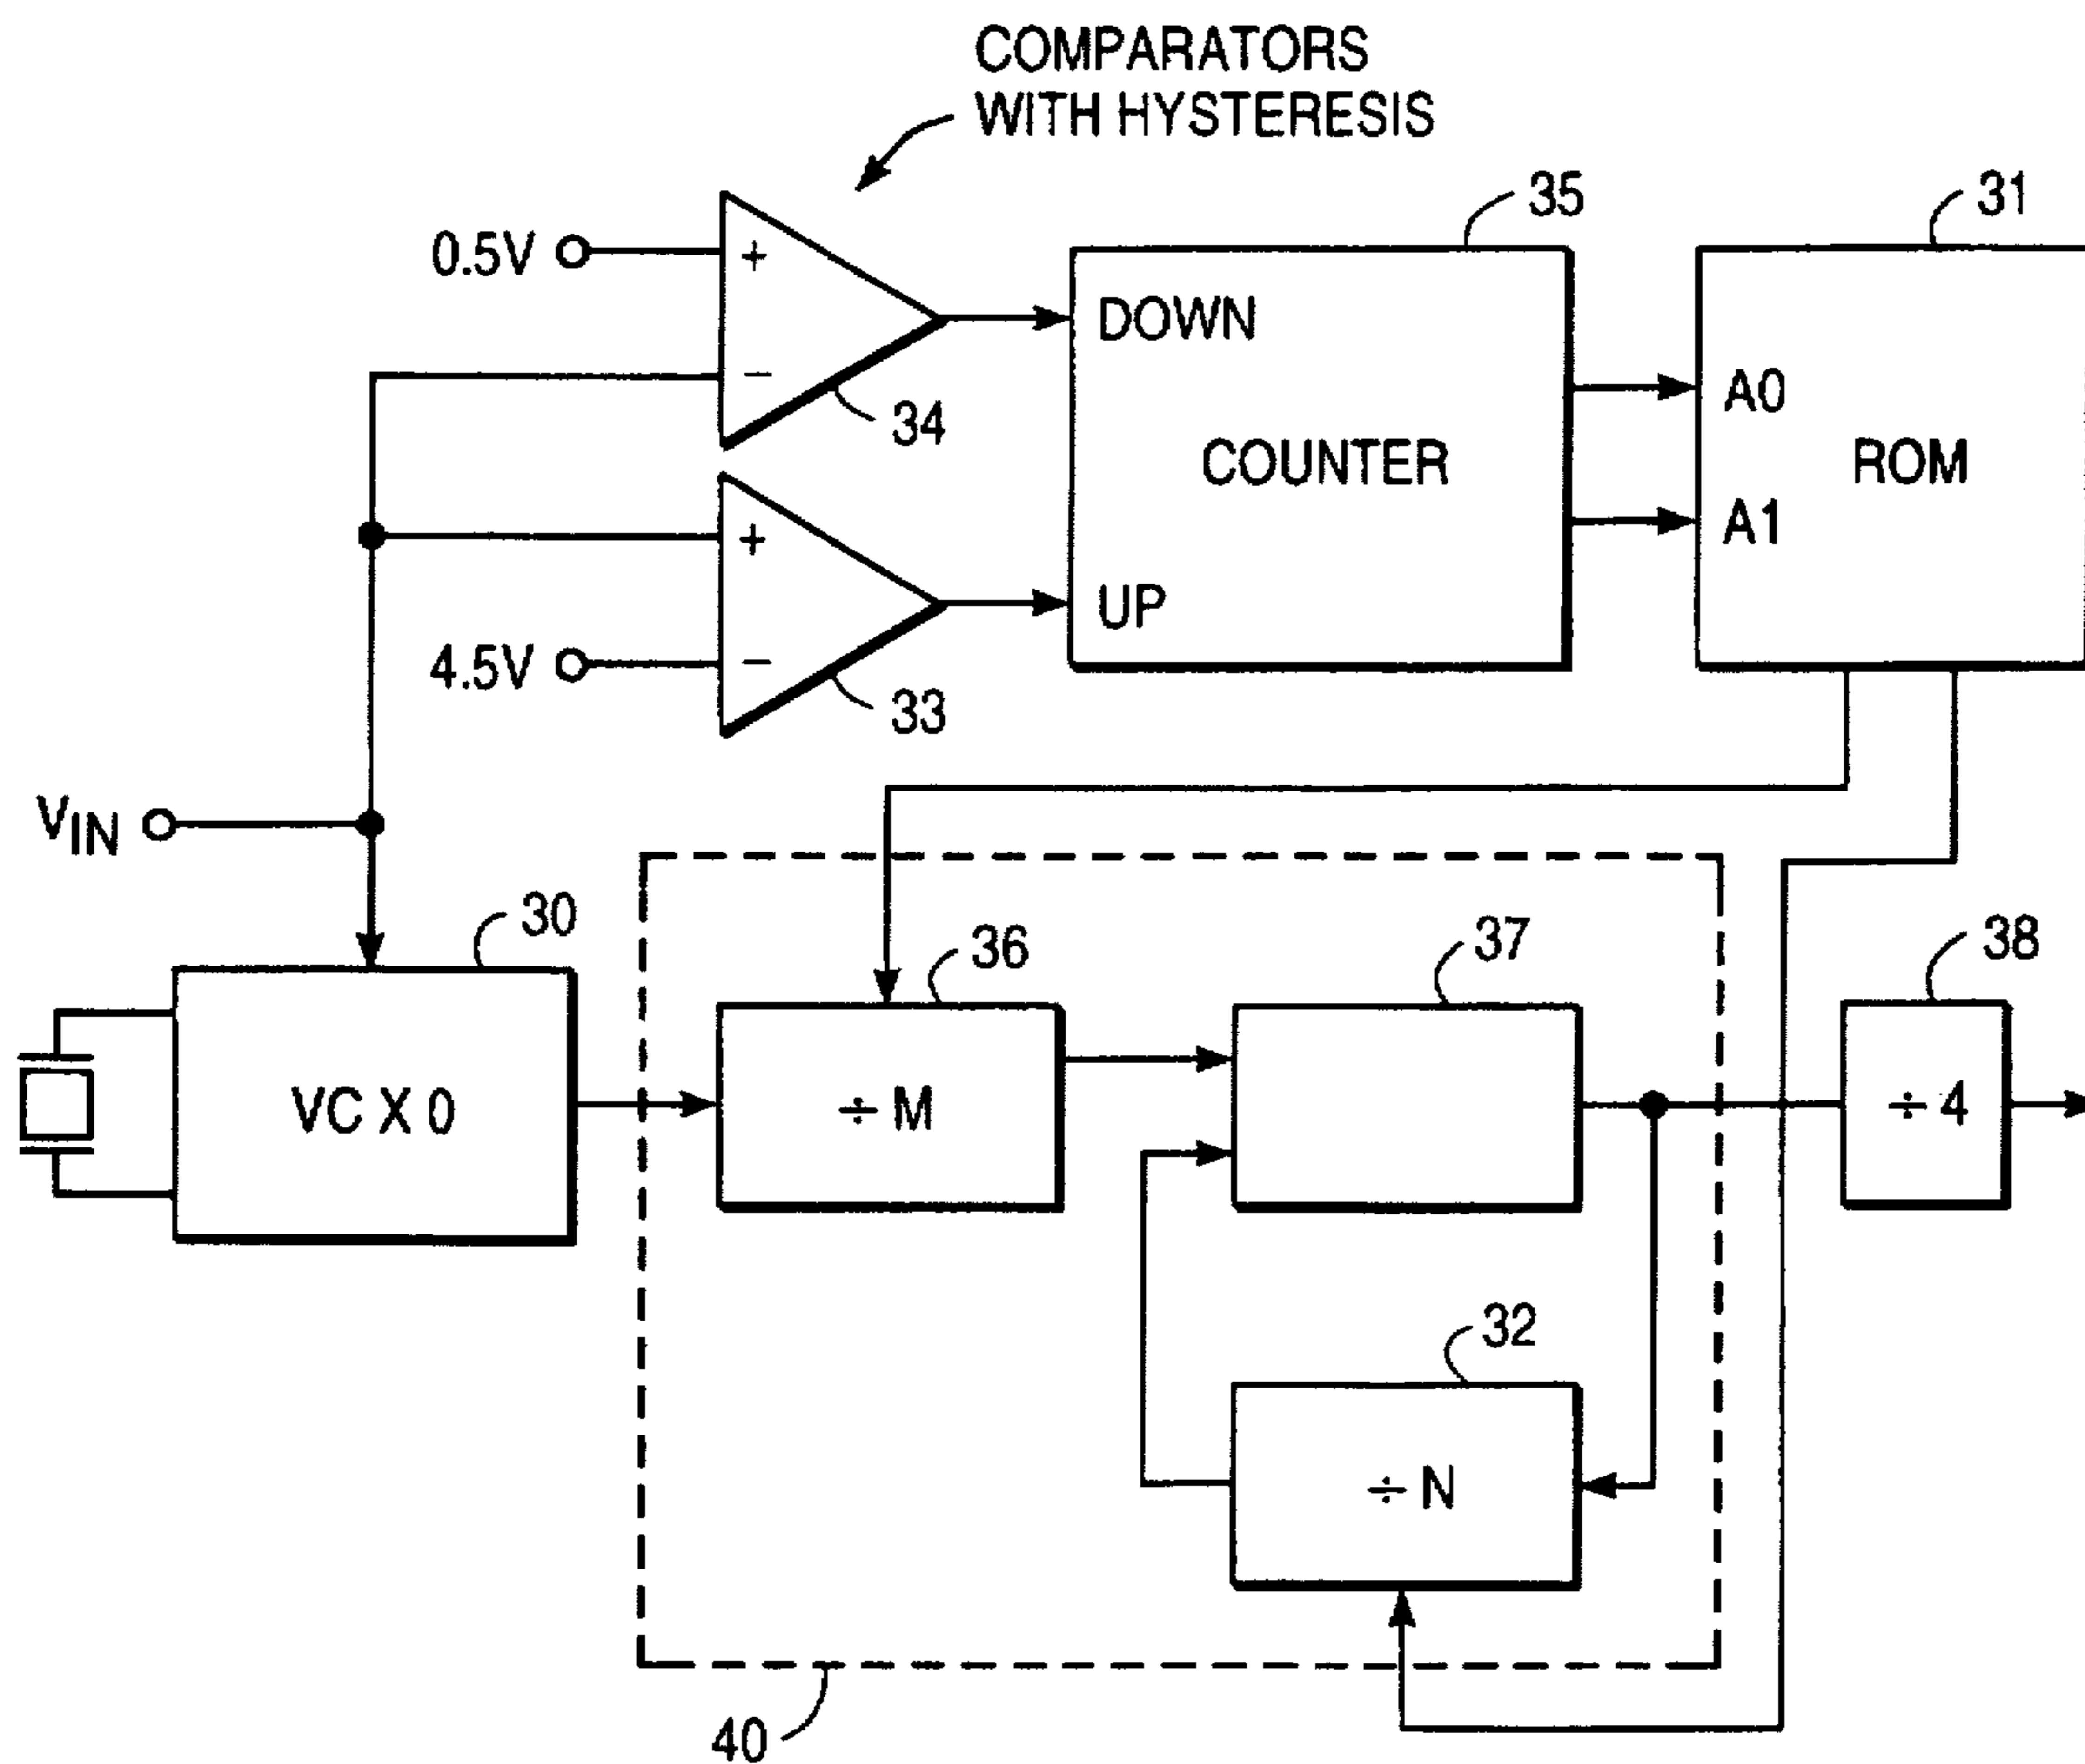 COMPARATORS
WITH HYSTERESIS
35
31
0.5V
+
−
34
DOWN
COUNTER
UP
A0
A1
ROM
+
−
4.5V
33
VIN
30
VC X 0
36
÷ M
37
38
÷ 4
32
÷ N
40